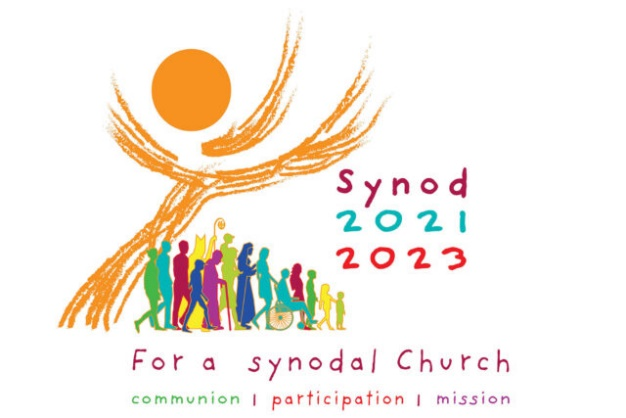 Synod
2021
2023
For a synodal Church
communion | participation | mission